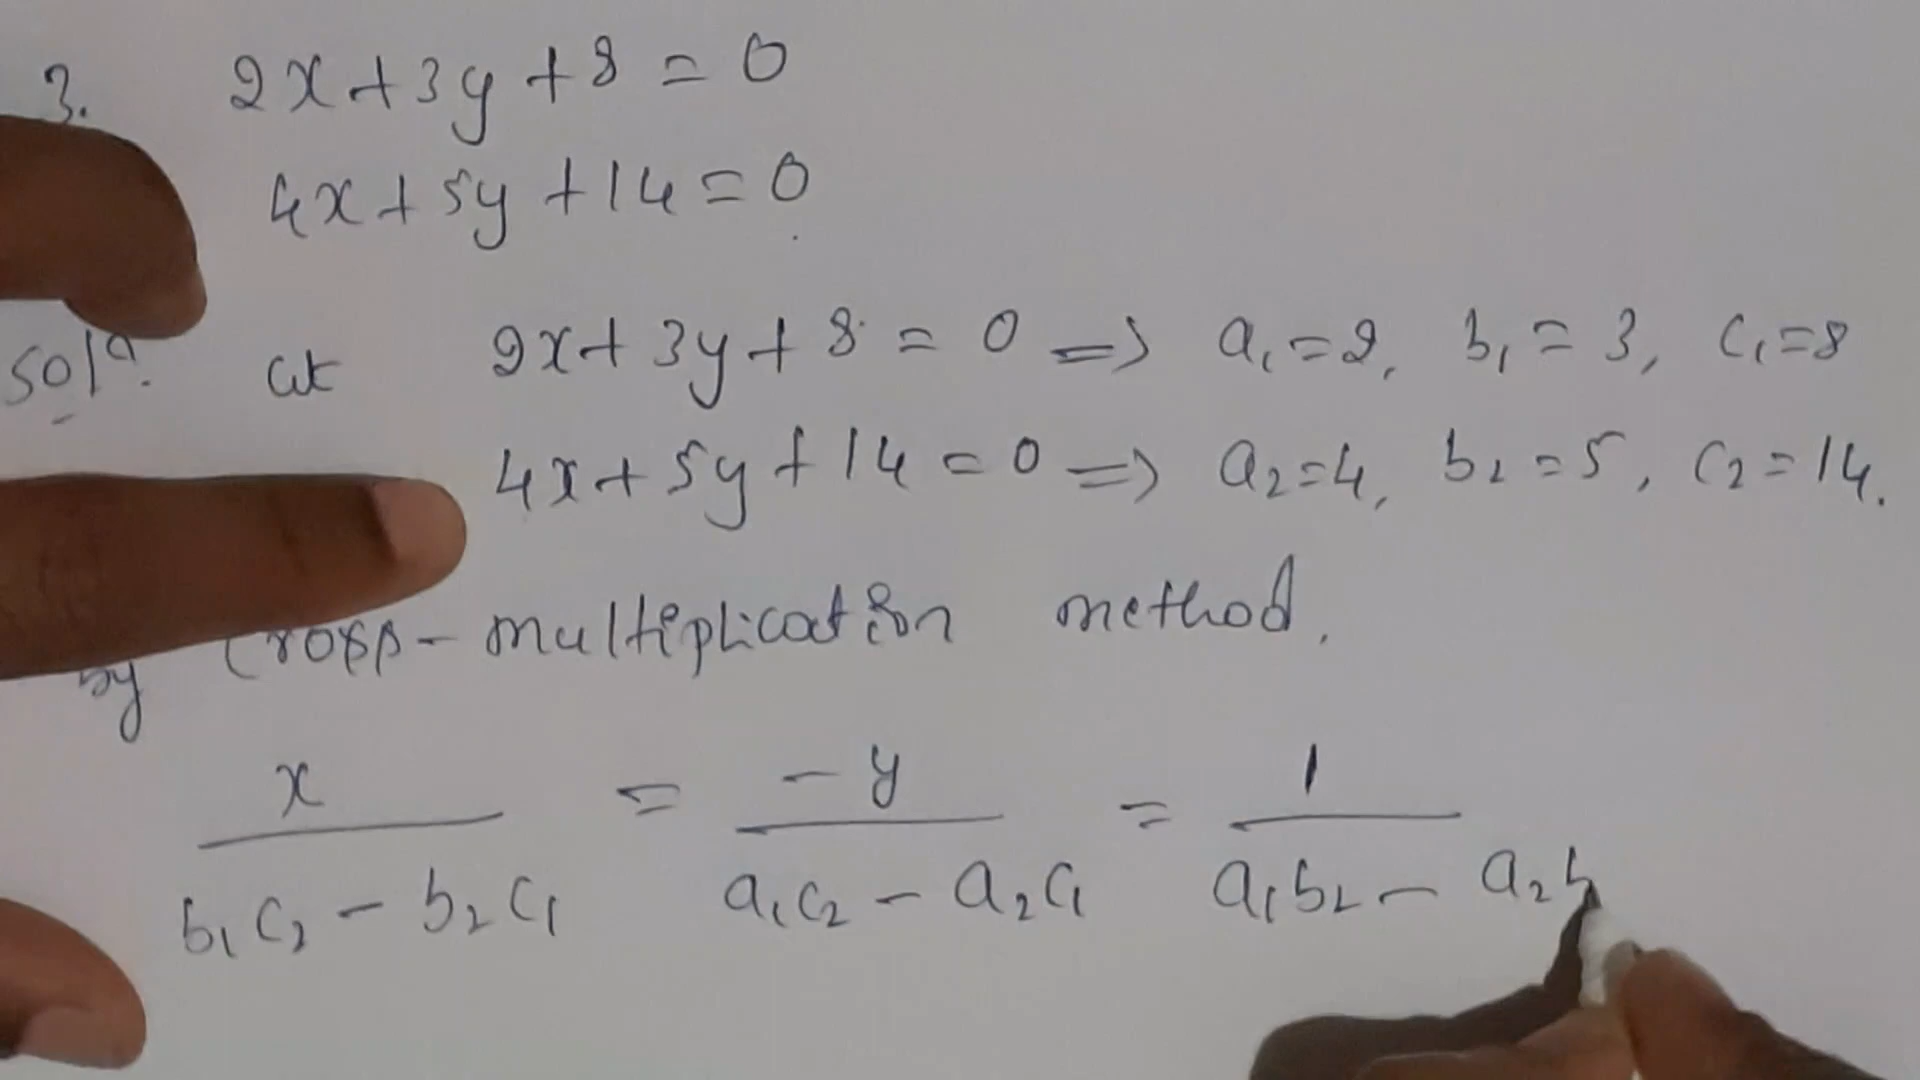 3. 2x+3y+8=0
4x+5y+14=0
Solⁿ. Let 2x+3y+8=0 => a₁=2, b₁=3, c₁=8
4x+5y+14=0 => a₂=4, b₂=5, c₂=14.
by Cross-multiplication method.
x = -y = 1
b₁c₂-b₂c₁ a₁c₂-a₂c₁ a₁b₂-a₂b